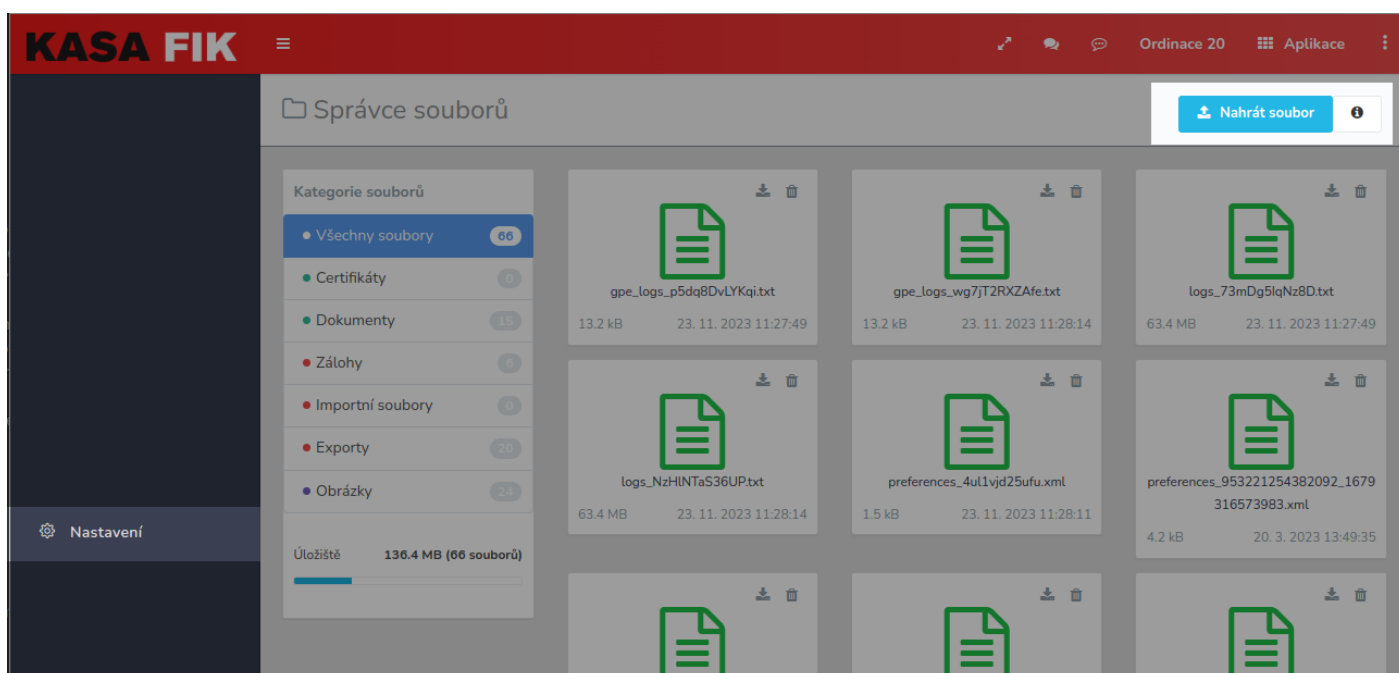 KASA FIK
Ordinace 20
Aplikace
Správce souborů
Nahrát soubor
Kategorie souborů
Všechny soubory 66
Certifikáty 0
Dokumenty 15
Zálohy 6
Importní soubory 0
Exporty 20
Obrázky 24
Úložiště 136.4 MB (66 souborů)
Nastavení
gpe_logs_p5dq8DvLYKqi.txt
13.2 kB 23. 11. 2023 11:27:49
gpe_logs_wg7jT2RXZAfe.txt
13.2 kB 23. 11. 2023 11:28:14
logs_73mDg5lqNz8D.txt
63.4 MB 23. 11. 2023 11:27:49
logs_NzHlNTaS36UP.txt
63.4 MB 23. 11. 2023 11:28:14
preferences_4ul1vjd25ufu.xml
1.5 kB 23. 11. 2023 11:28:11
preferences_953221254382092_1679
316573983.xml
4.2 kB 20. 3. 2023 13:49:35